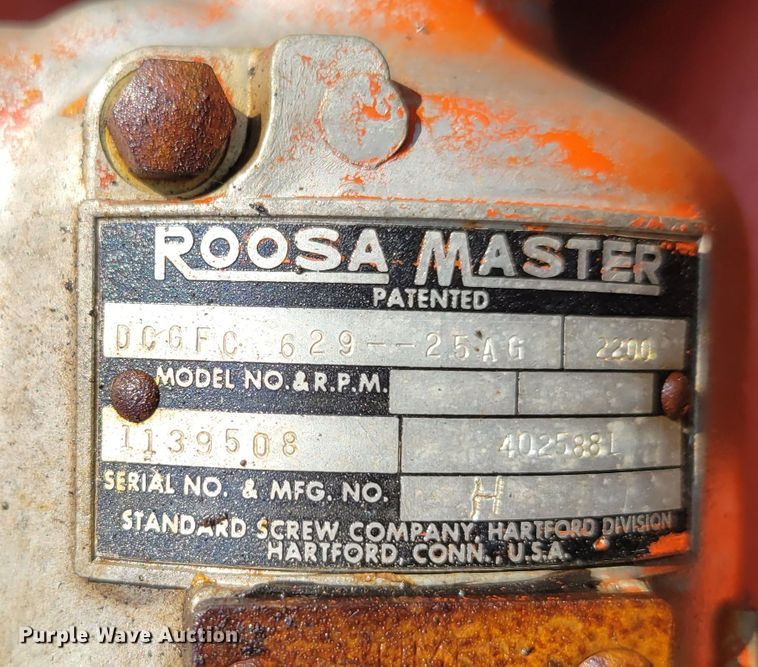 ROOSA MASTER
PATENTED
DCGFC 629--25AG 2200
MODEL NO. & R.P.M.
1139508 402588L
SERIAL NO. & MFG. NO. H
STANDARD SCREW COMPANY, HARTFORD DIVISION
HARTFORD, CONN., U.S.A.
Purple Wave Auction